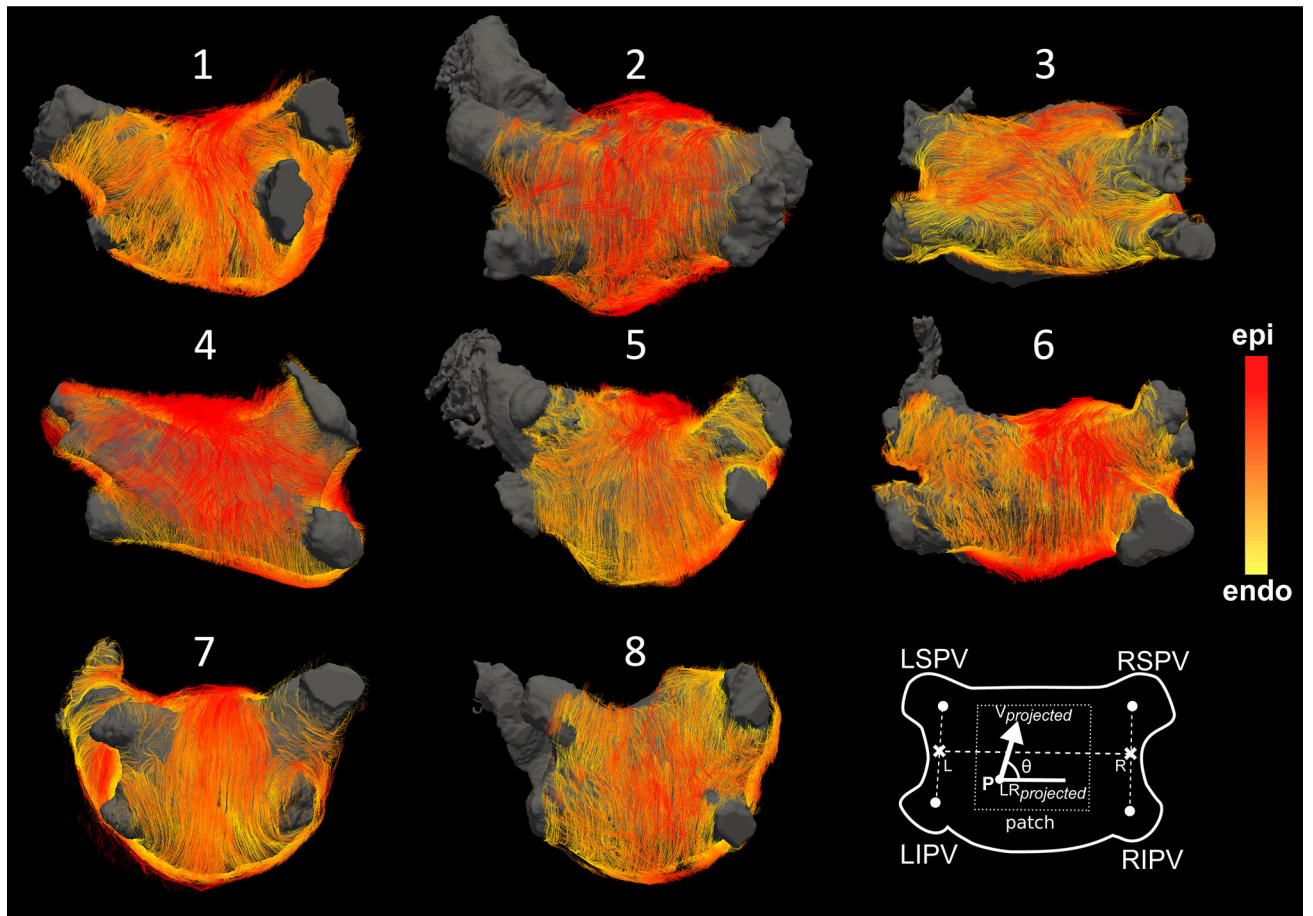 1
2
3
4
5
6
epi
endo
7
8
LSPV
RSPV
Vprojected
L
θ
R
P
LRprojected
patch
LIPV
RIPV